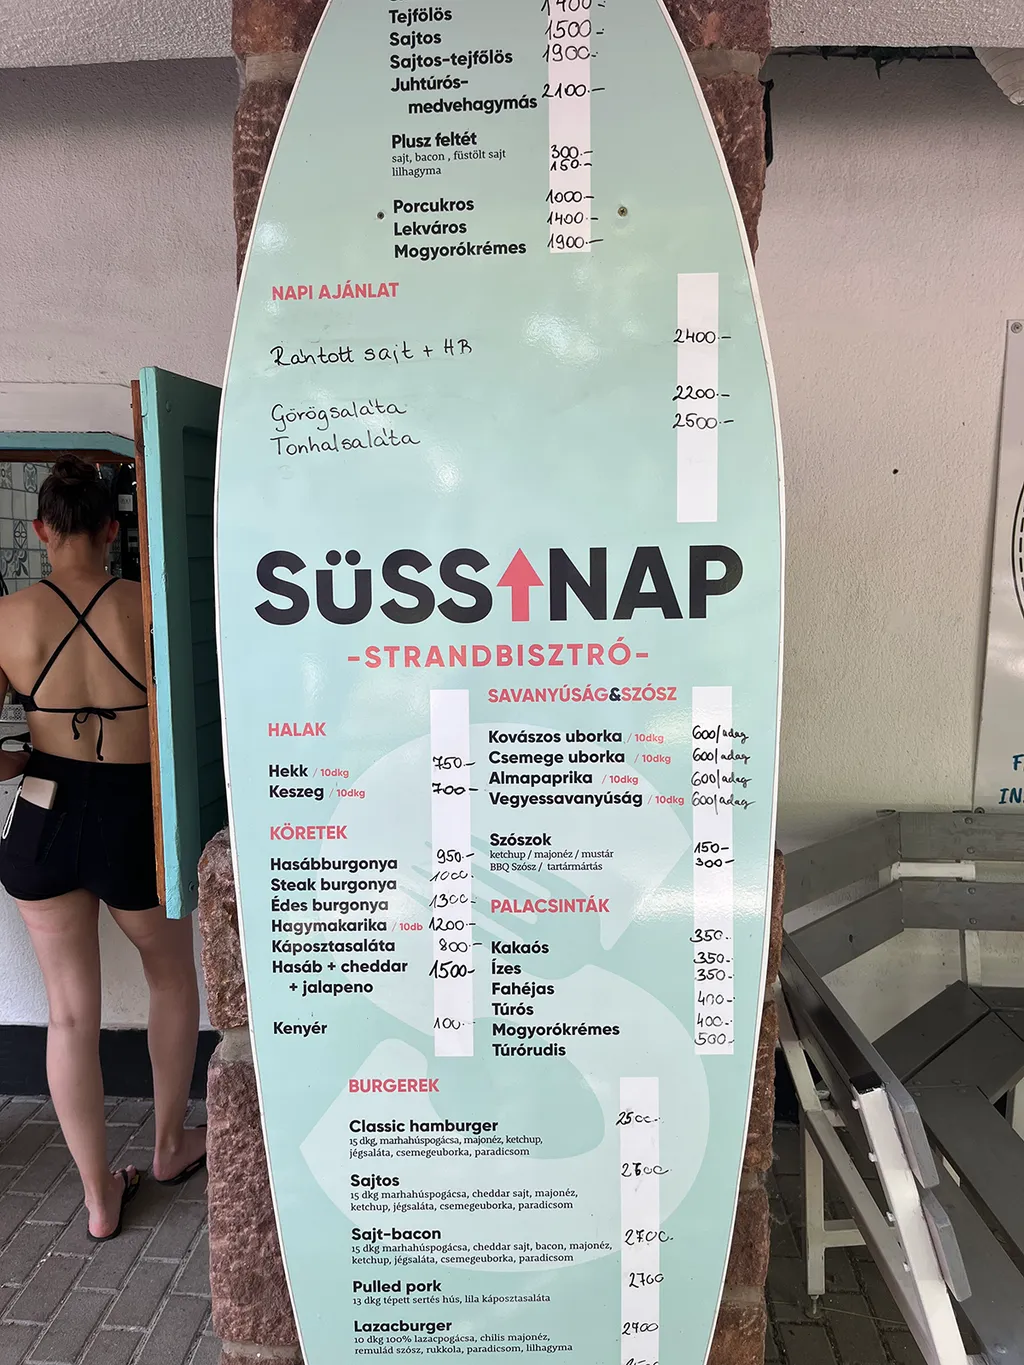 Tejfölös 1400.-
Sajtos 1500.-
Sajtos-tejfőlös 1900.-
Juhtúrós-
medvehagymás 2100.-
Plusz feltét
sajt, bacon , füstölt sajt 300.-
lilhagyma 150.-
Porcukros 1000.-
Lekváros 1400.-
Mogyorókrémes 1900.-
NAPI AJÁNLAT
Rántott sajt + HB 2400.-
Görögsaláta 2200.-
Tonhalsaláta 2500.-
SÜSS NAP
-STRANDBISZTRÓ-
HALAK
Hekk / 10dkg 750.-
Keszeg / 10dkg 700.-
KÖRETEK
Hasábburgonya 950.-
Steak burgonya 1000.-
Édes burgonya 1300.-
Hagymakarika / 10db 1200.-
Káposztasaláta 800.-
Hasáb + cheddar 1500-
+ jalapeno
Kenyér 100.-
SAVANYÚSÁG&SZÓSZ
Kovászos uborka / 10dkg 600/adag
Csemege uborka / 10dkg 600/adag
Almapaprika / 10dkg 600/adag
Vegyessavanyúság / 10dkg 600/adag
Szószok
ketchup / majonéz / mustár 150.-
BBQ Szósz / tartármártás 300.-
PALACSINTÁK
Kakaós 350.-
Ízes 350.-
Fahéjas 350.-
Túrós 400.-
Mogyorókrémes 400.-
Túrórudis 500.-
BURGEREK
Classic hamburger 2500.-
15 dkg, marhahúspogácsa, majonéz, ketchup,
jégsaláta, csemegeuborka, paradicsom
Sajtos
15 dkg marhahúspogácsa, cheddar sajt, majonéz,
ketchup, jégsaláta, csemegeuborka, paradicsom
Sajt-bacon 2700.-
15 dkg marhahúspogácsa, cheddar sajt, bacon, majonéz,
ketchup, jégsaláta, csemegeuborka, paradicsom
Pulled pork 2700
13 dkg tépett sertés hús, lila káposztasaláta
Lazacburger
10 dkg 100% lazacpogácsa, chilis majonéz,
remulád szósz, rukkola, paradicsom, lilhagyma